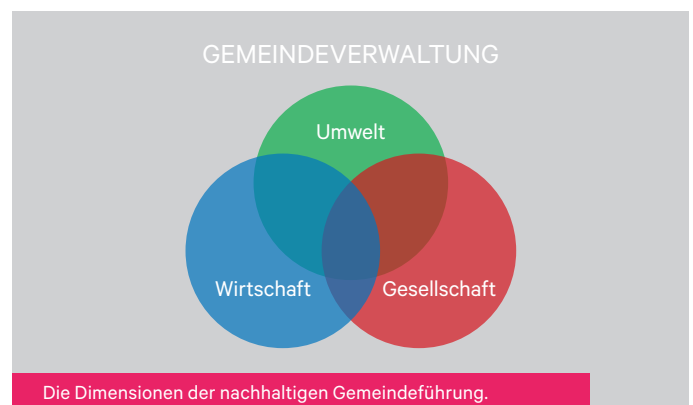 GEMEINDEVERWALTUNG
Umwelt
Wirtschaft
Gesellschaft
Die Dimensionen der nachhaltigen Gemeindeführung.